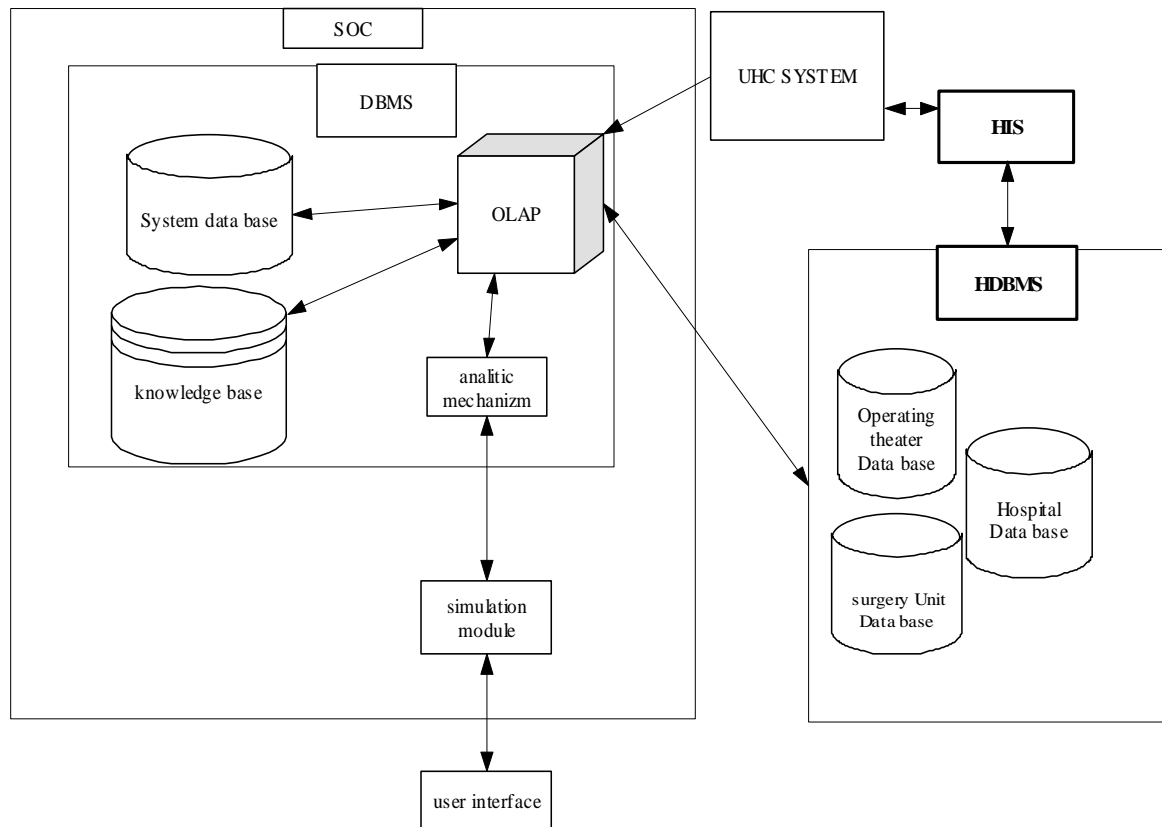 SOC
DBMS
UHC SYSTEM
HIS
System data base
OLAP
HDBMS
knowledge base
analitic
mechanizm
Operating
theater
Data base
Hospital
Data base
surgery Unit
Data base
simulation
module
user interface